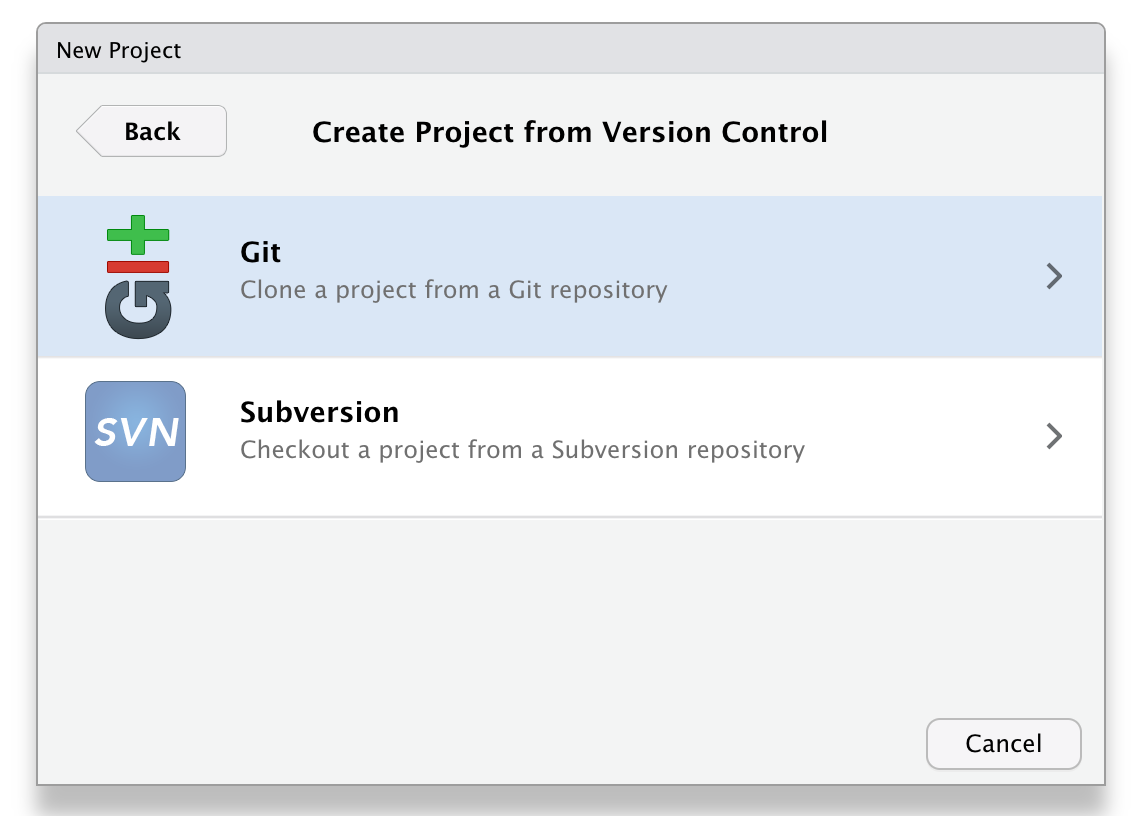 New Project
Back
Create Project from Version Control
Git
Git
Clone a project from a Git repository
SVN
Subversion
Checkout a project from a Subversion repository
Cancel